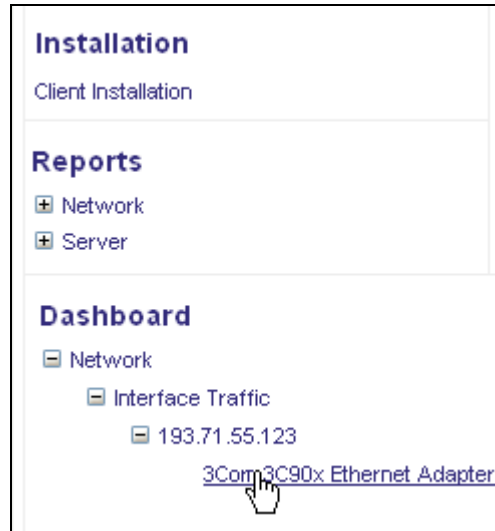 Installation
Client Installation
Reports
Network
Server
Dashboard
Network
Interface Traffic
193.71.55.123
3Com 3C90x Ethernet Adapter